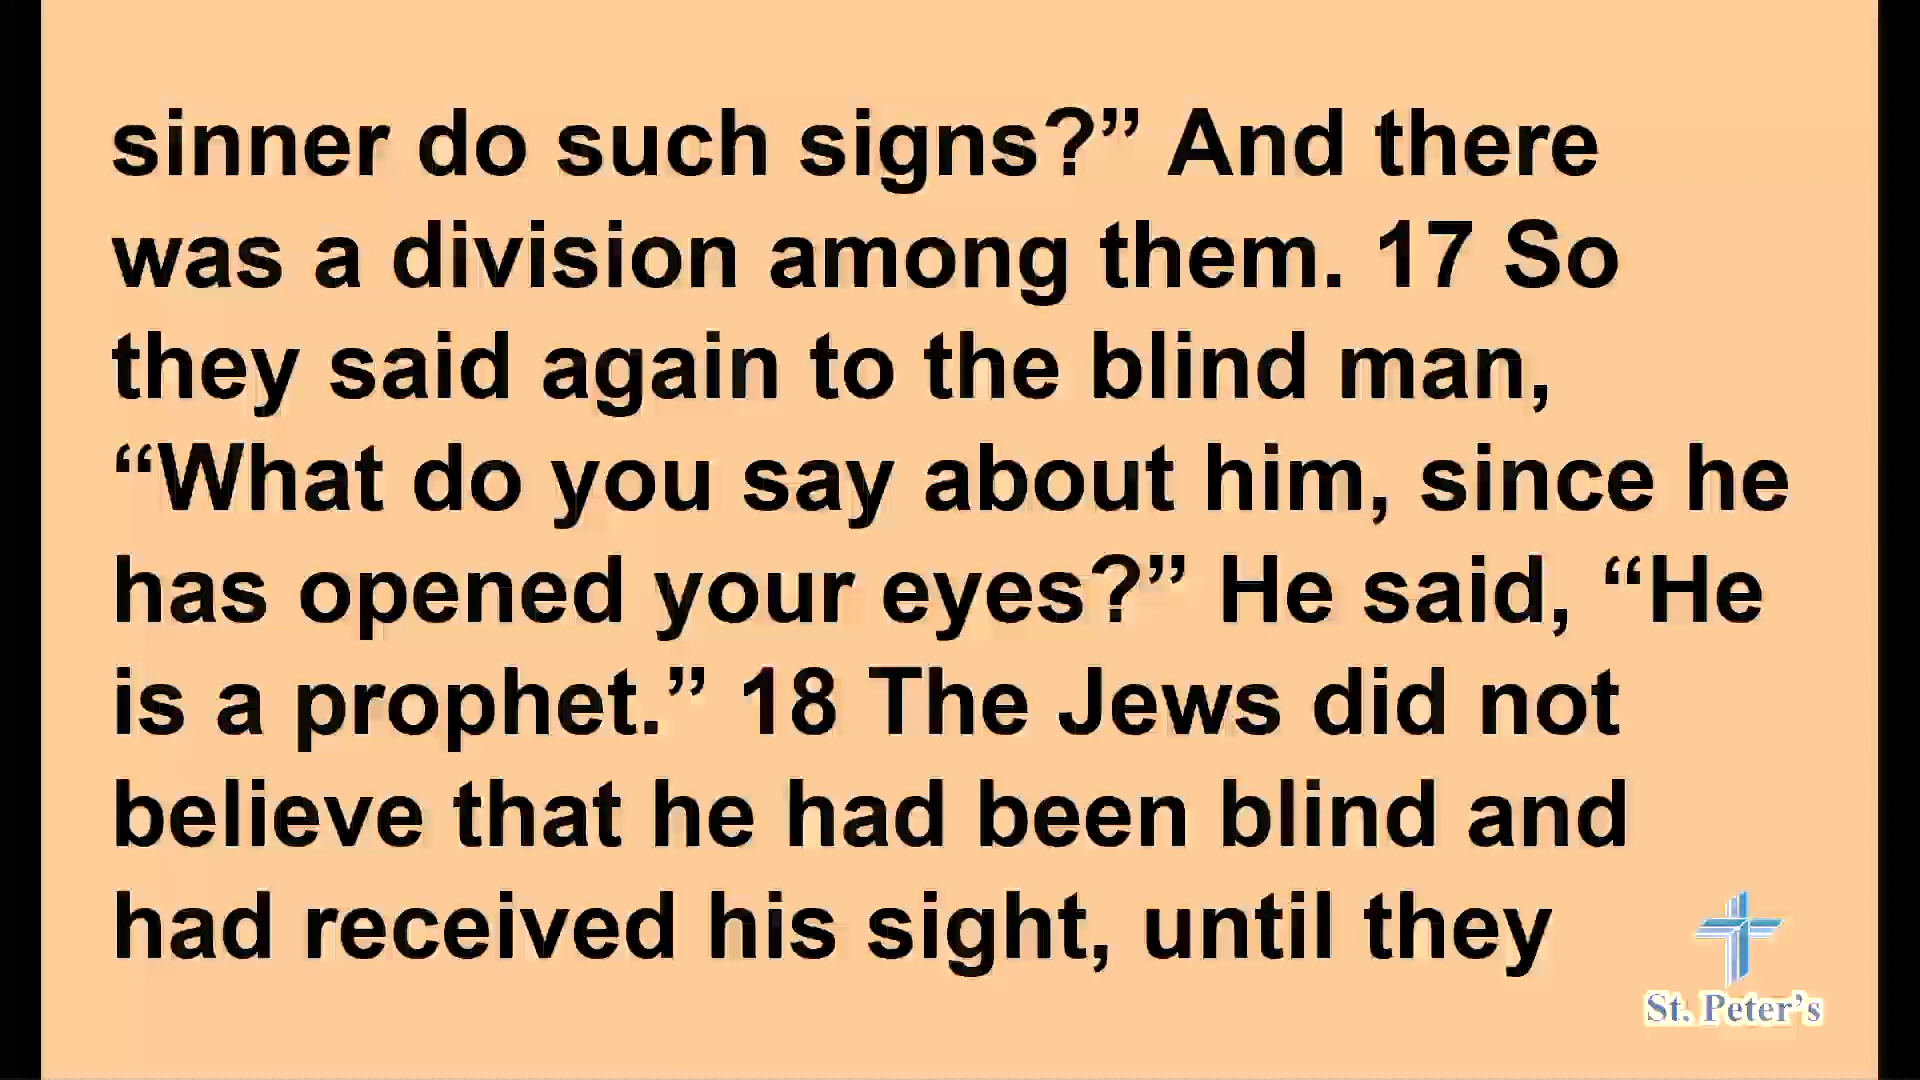 sinner do such signs?” And there
was a division among them. 17 So
they said again to the blind man,
“What do you say about him, since he
has opened your eyes?” He said, “He
is a prophet.” 18 The Jews did not
believe that he had been blind and
had received his sight, until they
St. Peter’s